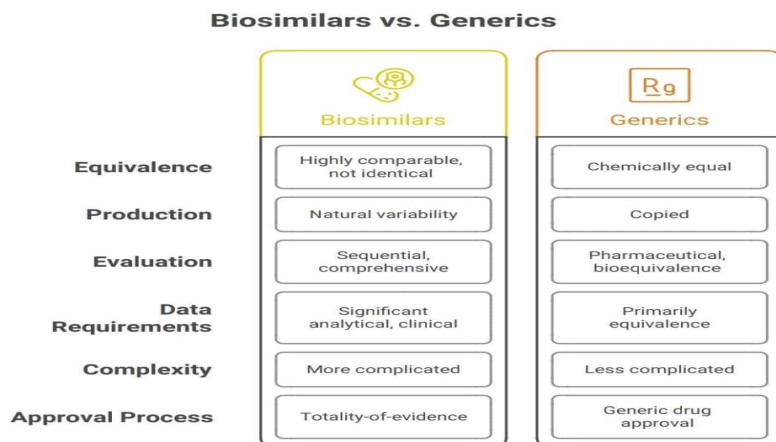 Biosimilars vs. Generics
Rg
Biosimilars
Generics
Equivalence
Highly comparable,
not identical
Chemically equal
Production
Natural variability
Copied
Evaluation
Sequential,
comprehensive
Pharmaceutical,
bioequivalence
Data
Requirements
Significant
analytical, clinical
Primarily
equivalence
Complexity
More complicated
Less complicated
Approval Process
Totality-of-evidence
Generic drug
approval